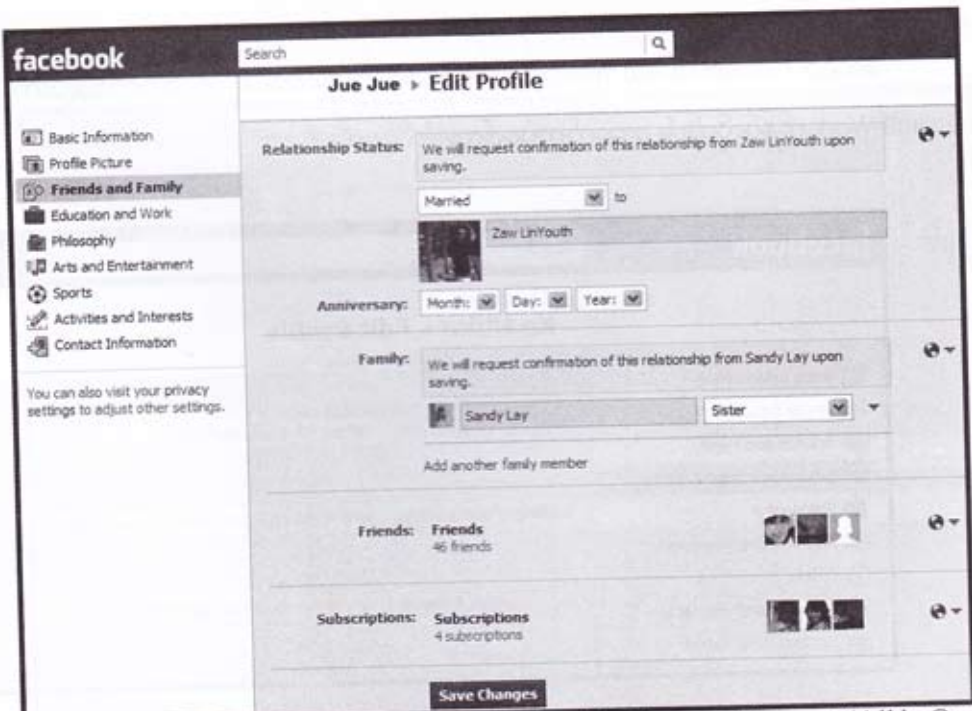 facebook
Search
Jue Jue ▸ Edit Profile
Basic Information
Profile Picture
Friends and Family
Education and Work
Philosophy
Arts and Entertainment
Sports
Activities and Interests
Contact Information
You can also visit your privacy
settings to adjust other settings.
Relationship Status:
We will request confirmation of this relationship from Zaw LinYouth upon
saving.
Married to
Zaw LinYouth
Anniversary: Month: Day: Year:
Family:
We will request confirmation of this relationship from Sandy Lay upon
saving.
Sandy Lay Sister
Add another family member
Friends: Friends
46 friends
Subscriptions: Subscriptions
4 subscriptions
Save Changes